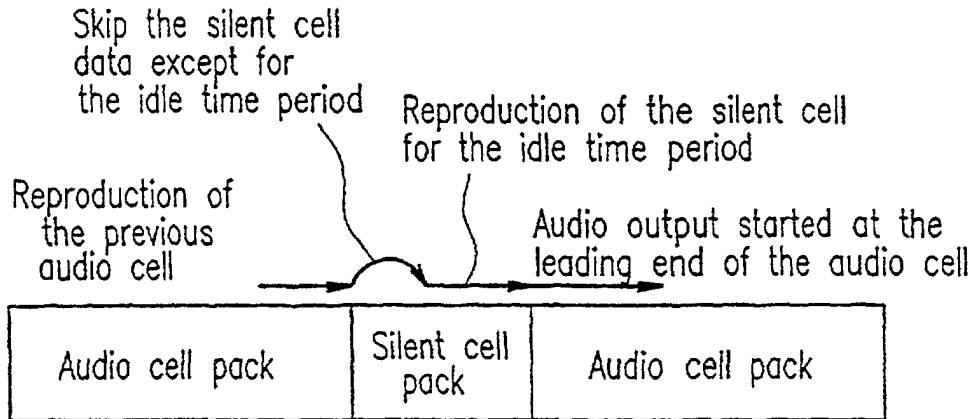 Skip the silent cell
data except for
the idle time period
Reproduction of the silent cell
for the idle time period
Reproduction of
the previous
audio cell
Audio output started at the
leading end of the audio cell
Audio cell pack
Silent cell
pack
Audio cell pack